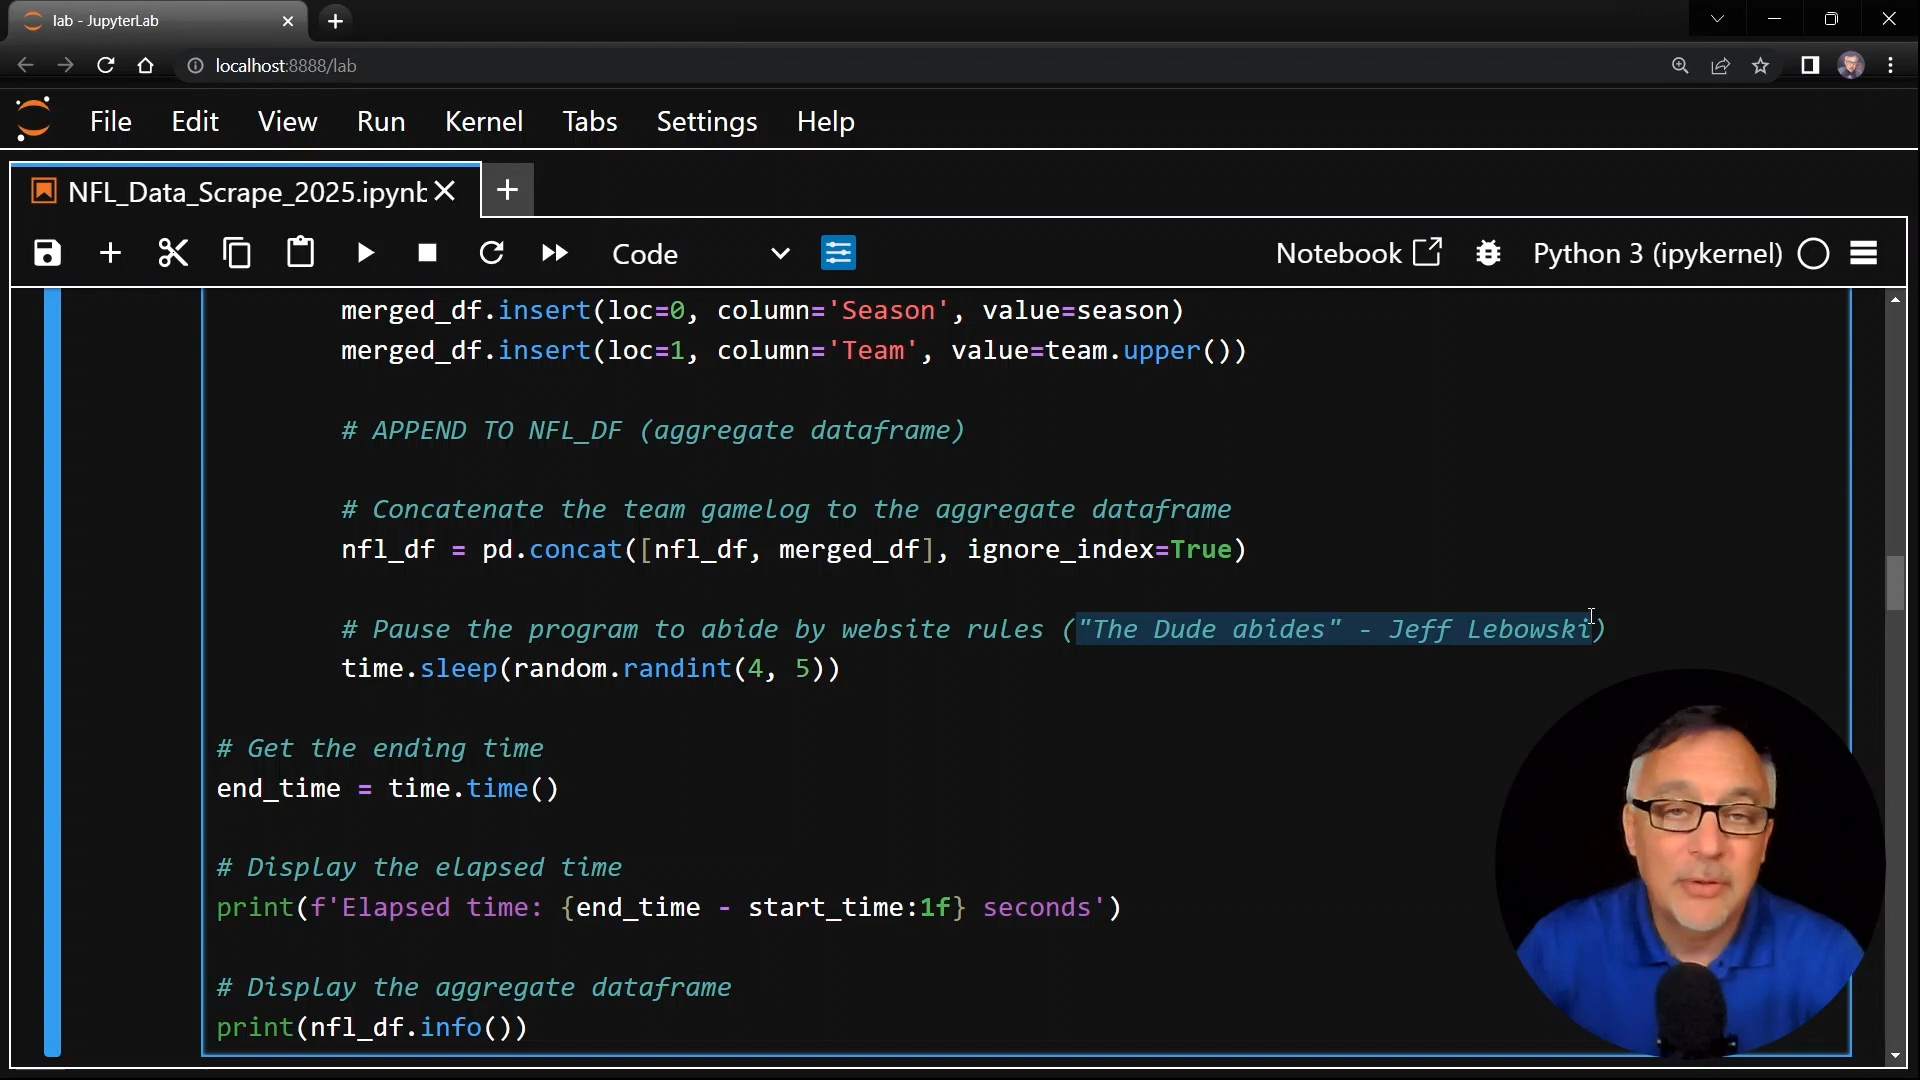 lab - JupyterLab
localhost:8888/lab
File Edit View Run Kernel Tabs Settings Help
NFL_Data_Scrape_2025.ipynb
Code Notebook Python 3 (ipykernel)
merged_df.insert(loc=0, column='Season', value=season)
merged_df.insert(loc=1, column='Team', value=team.upper())
# APPEND TO NFL_DF (aggregate dataframe)
# Concatenate the team gamelog to the aggregate dataframe
nfl_df = pd.concat([nfl_df, merged_df], ignore_index=True)
# Pause the program to abide by website rules ("The Dude abides" - Jeff Lebowski)
time.sleep(random.randint(4, 5))
# Get the ending time
end_time = time.time()
# Display the elapsed time
print(f'Elapsed time: {end_time - start_time:1f} seconds')
# Display the aggregate dataframe
print(nfl_df.info())